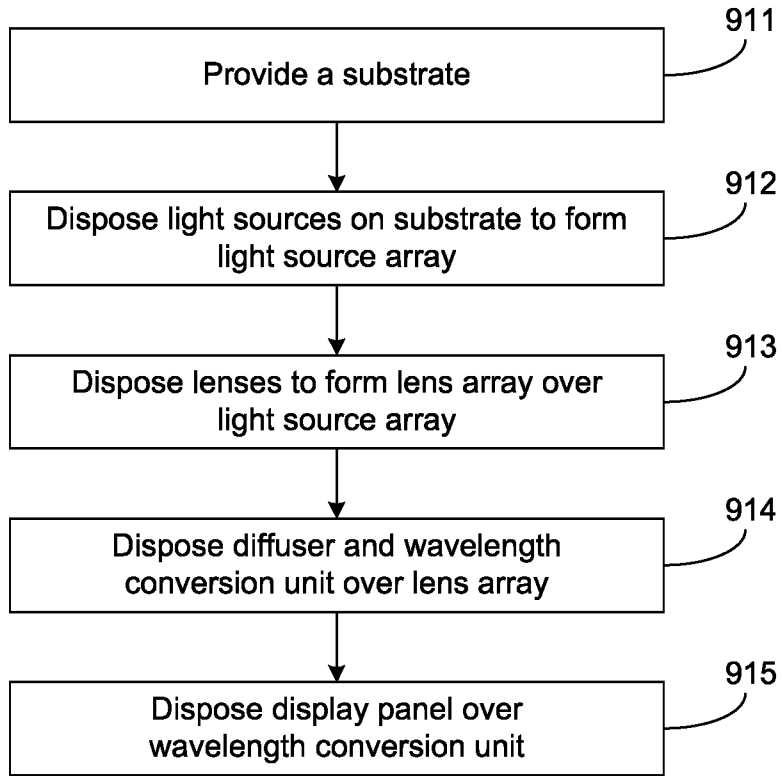 911
Provide a substrate
912
Dispose light sources on substrate to form
light source array
913
Dispose lenses to form lens array over
light source array
914
Dispose diffuser and wavelength
conversion unit over lens array
915
Dispose display panel over
wavelength conversion unit